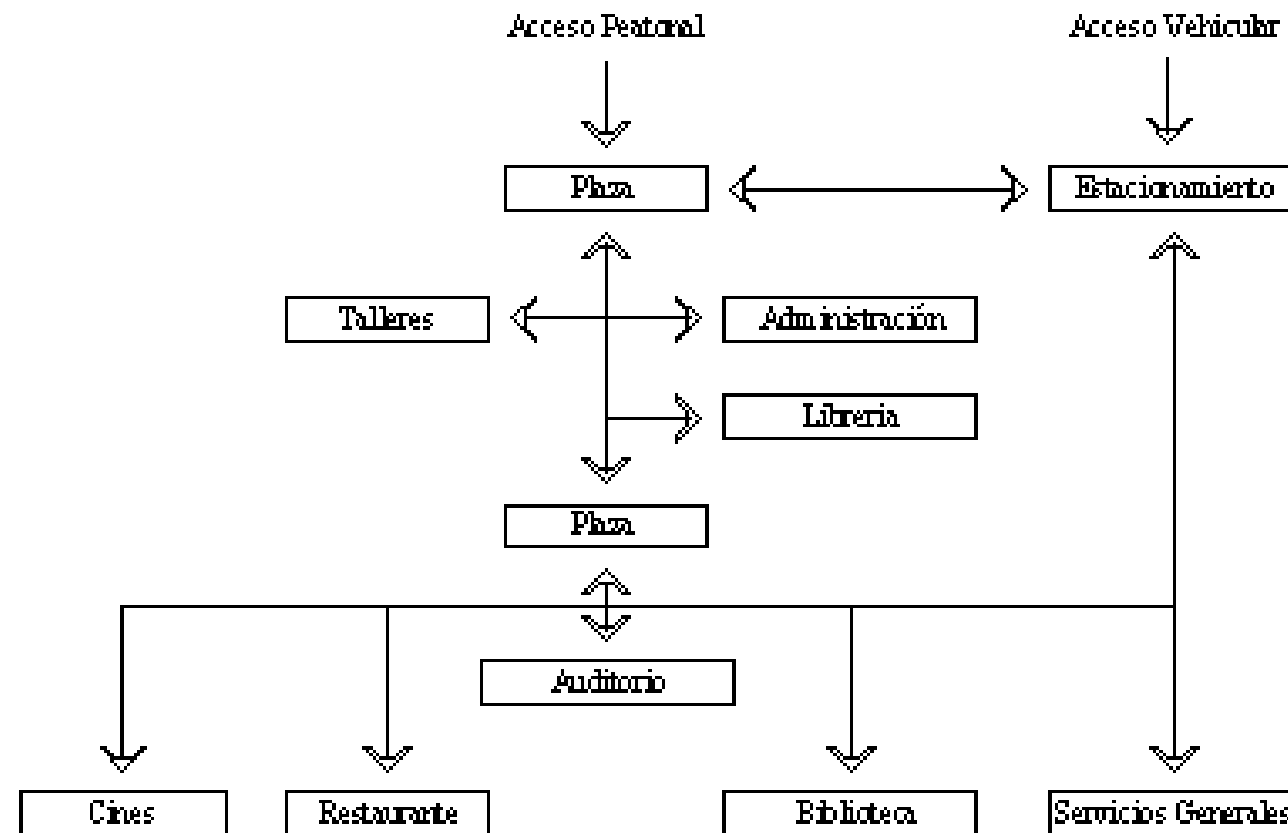 Acceso Peatonal
Acceso Vehicular
Plaza
Estacionamiento
Talleres
Administración
Libreria
Plaza
Auditorio
Cines
Restaurante
Biblioteca
Servicios Generales